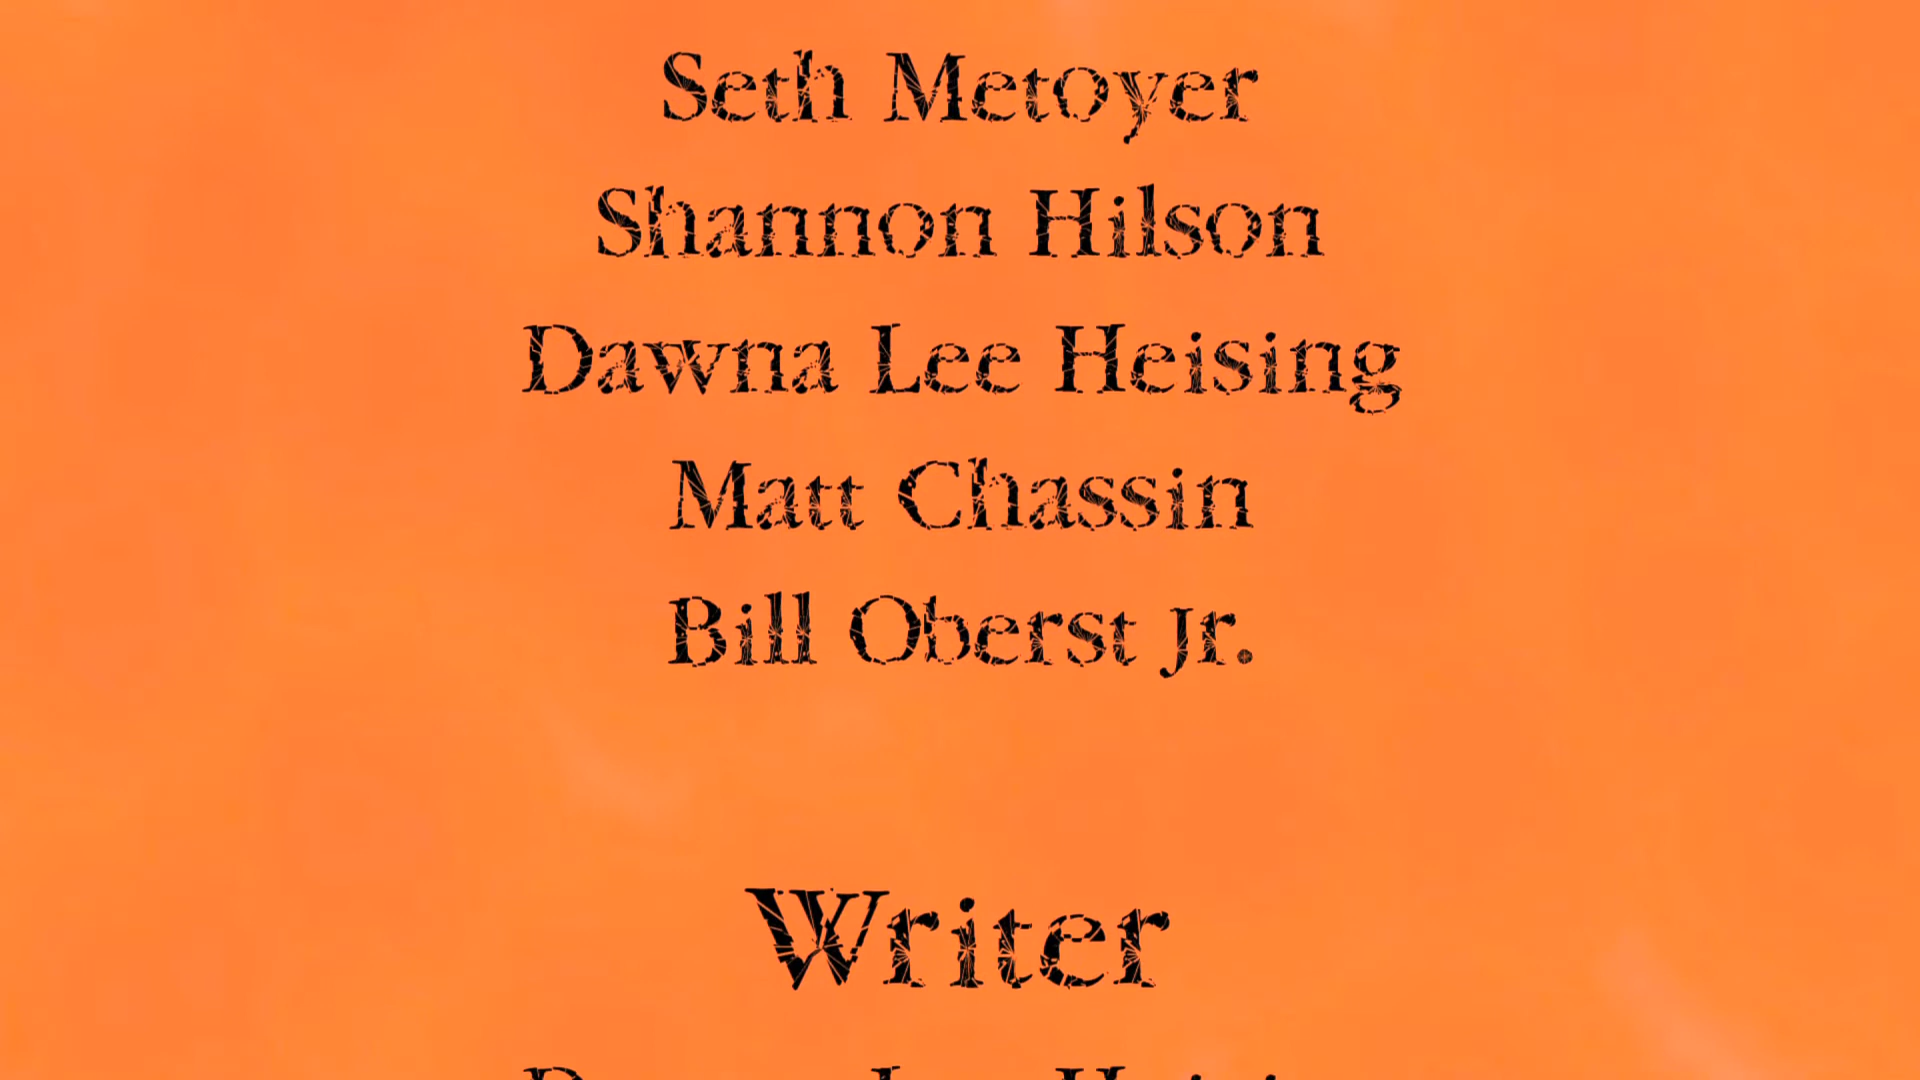 Seth Metoyer
Shannon Hilson
Dawna Lee Heising
Matt Chassin
Bill Oberst Jr.
Writer